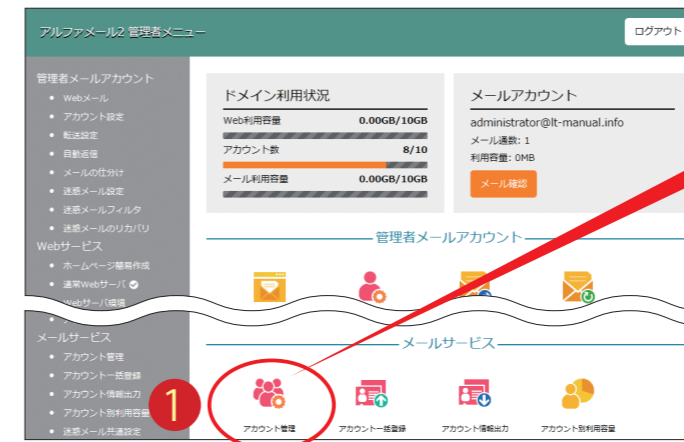 アルファメール2 管理者メニュー
ログアウト
管理者メールアカウント
Webメール
アカウント設定
転送設定
自動返信
メールの仕分け
迷惑メール設定
迷惑メールフィルタ
迷惑メールのリカバリ
Webサービス
ホームページ簡易作成
通常Webサーバ
Webサーバ環境
メールサービス
アカウント管理
アカウント一括登録
アカウント情報出力
アカウント別利用容量
迷惑メール共通設定
ドメイン利用状況
Web利用容量 0.00GB/10GB
アカウント数 8/10
メール利用容量 0.00GB/10GB
メールアカウント
administrator@lt-manual.info
メール通数: 1
利用容量: 0MB
メール確認
管理者メールアカウント
メールサービス
1
アカウント管理
アカウント一括登録
アカウント情報出力
アカウント別利用容量